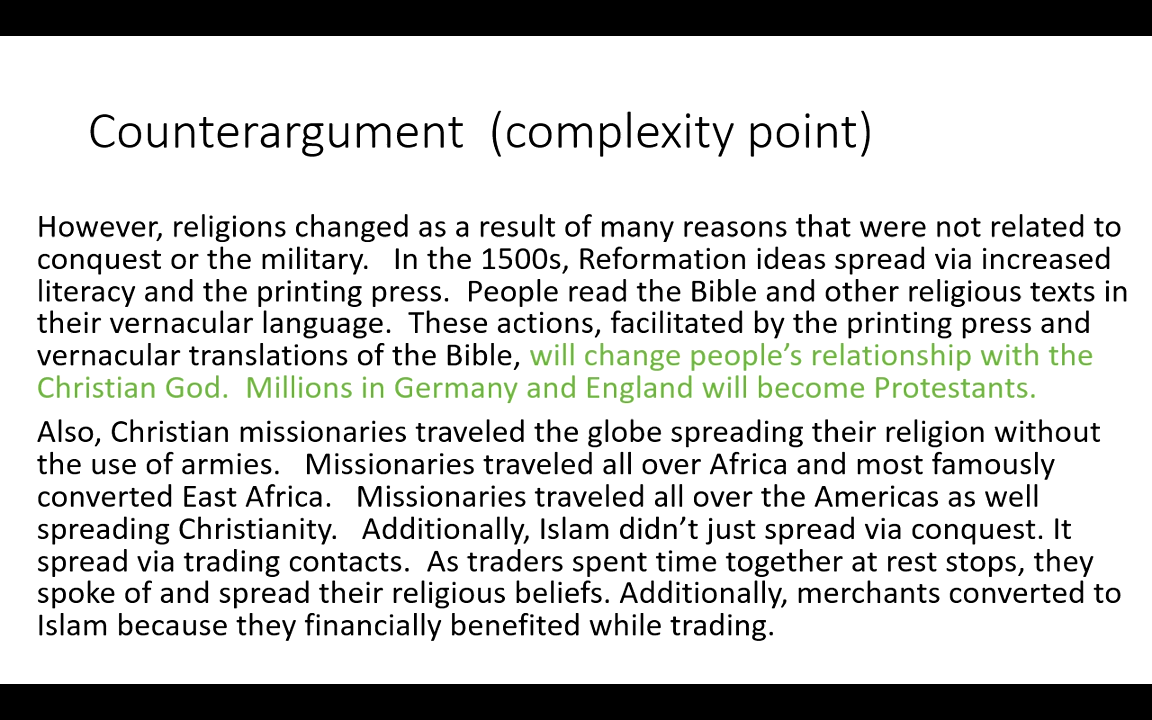 Counterargument  (complexity point)
However, religions changed as a result of many reasons that were not related to
conquest or the military.   In the 1500s, Reformation ideas spread via increased
literacy and the printing press.  People read the Bible and other religious texts in
their vernacular language.  These actions, facilitated by the printing press and
vernacular translations of the Bible, will change people’s relationship with the
Christian God.  Millions in Germany and England will become Protestants.
Also, Christian missionaries traveled the globe spreading their religion without
the use of armies.   Missionaries traveled all over Africa and most famously
converted East Africa.   Missionaries traveled all over the Americas as well
spreading Christianity.   Additionally, Islam didn’t just spread via conquest. It
spread via trading contacts.  As traders spent time together at rest stops, they
spoke of and spread their religious beliefs. Additionally, merchants converted to
Islam because they financially benefited while trading.